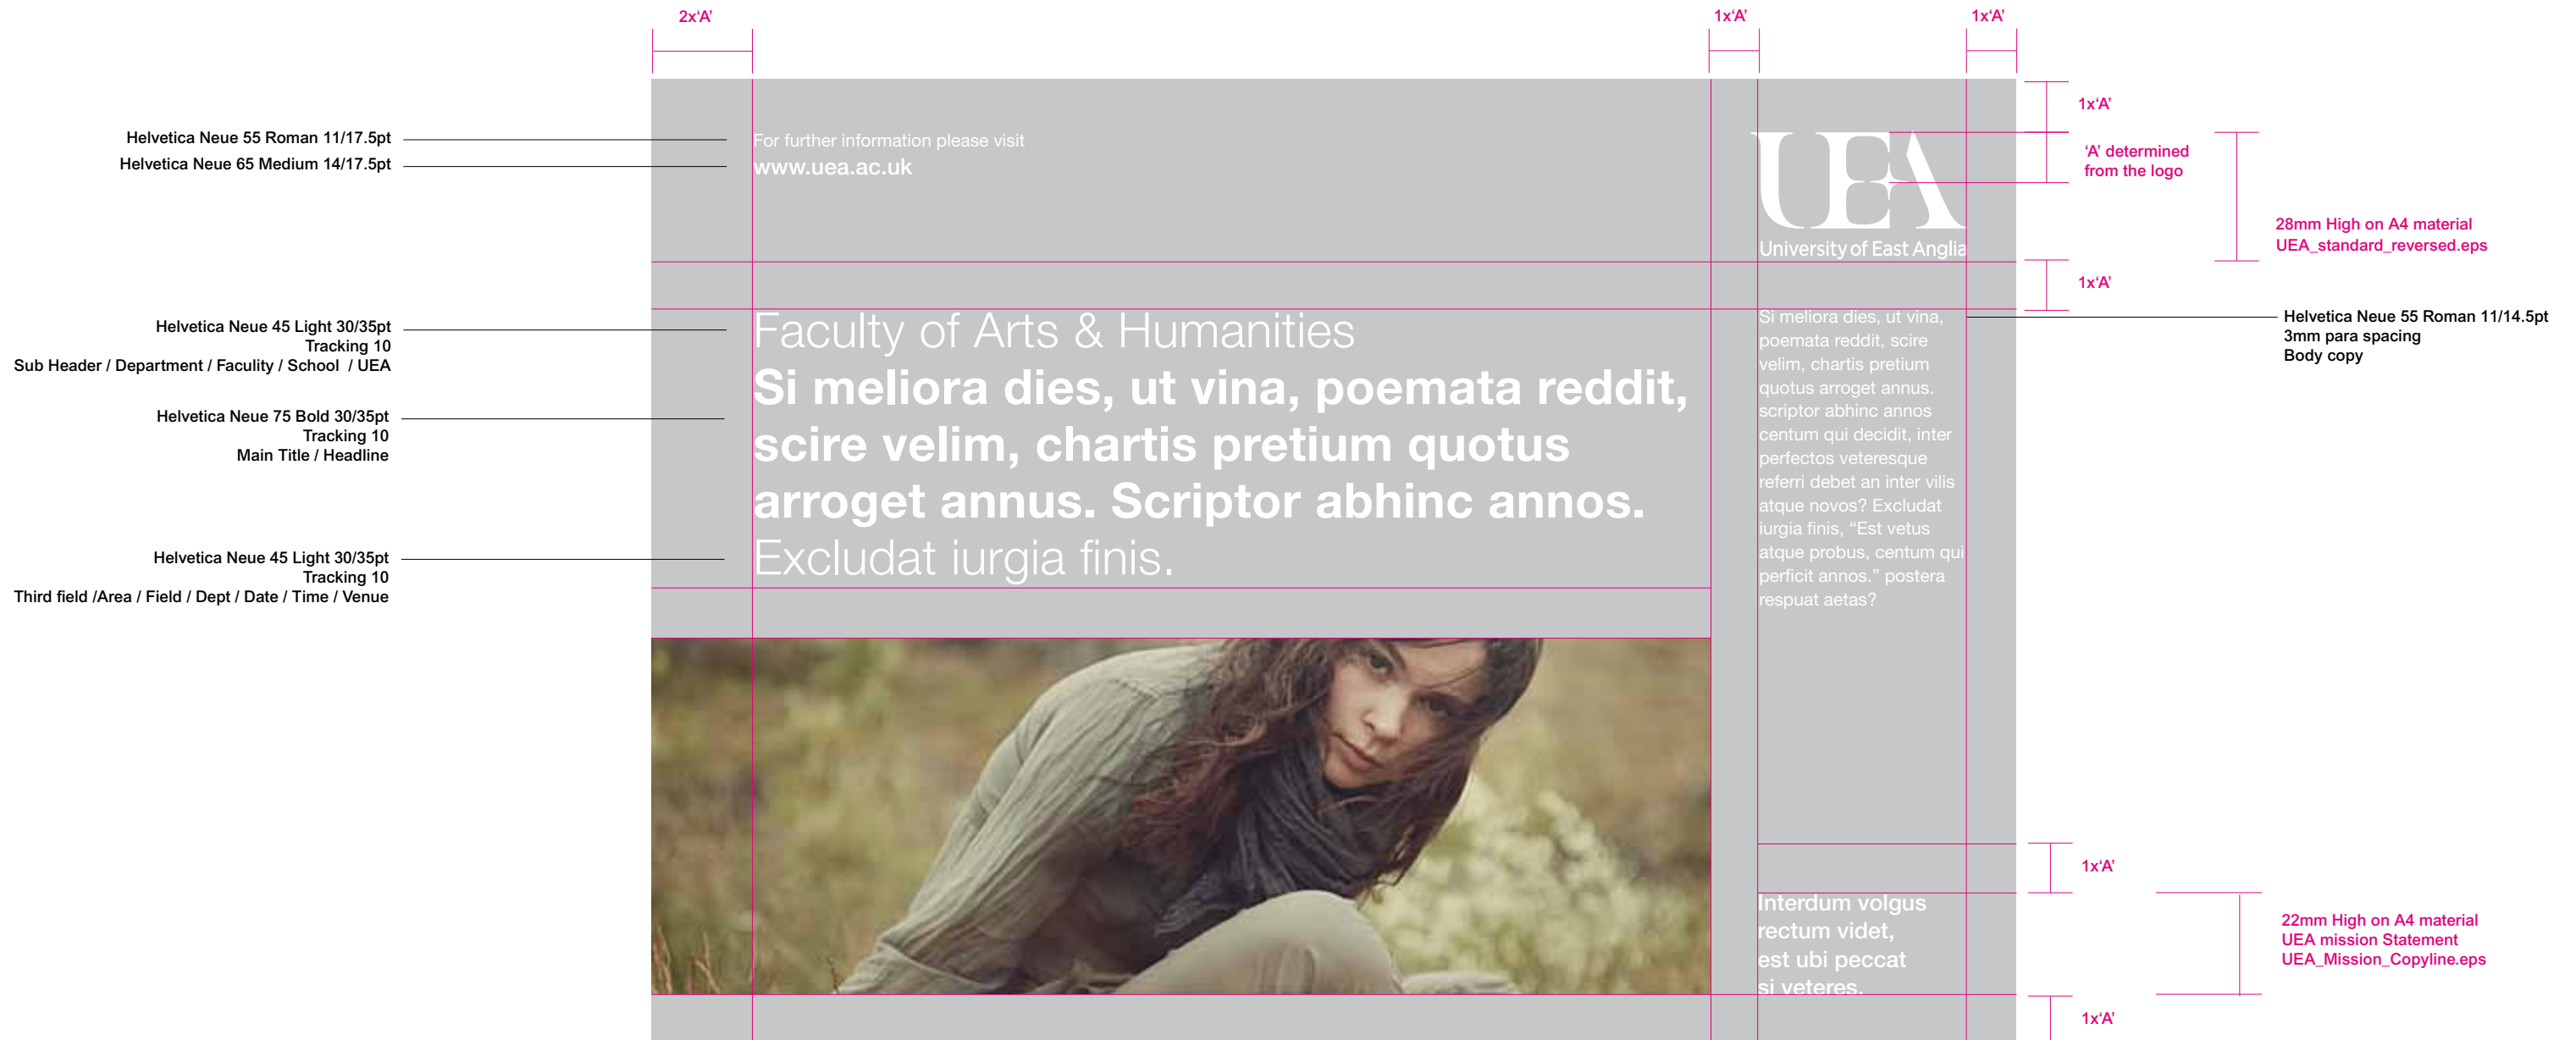 2x‘A’
1x‘A’
1x‘A’
1x‘A’
Helvetica Neue 55 Roman 11/17.5pt
Helvetica Neue 65 Medium 14/17.5pt
For further information please visit
www.uea.ac.uk
UEA
University of East Anglia
‘A’ determined
from the logo
28mm High on A4 material
UEA_standard_reversed.eps
1x‘A’
Helvetica Neue 45 Light 30/35pt
Tracking 10
Sub Header / Department / Faculity / School  / UEA
Helvetica Neue 75 Bold 30/35pt
Tracking 10
Main Title / Headline
Helvetica Neue 45 Light 30/35pt
Tracking 10
Third field /Area / Field / Dept / Date / Time / Venue
Faculty of Arts & Humanities
Si meliora dies, ut vina, poemata reddit,
scire velim, chartis pretium quotus
arroget annus. Scriptor abhinc annos.
Excludat iurgia finis.
Si meliora dies, ut vina,
poemata reddit, scire
velim, chartis pretium
quotus arroget annus.
scriptor abhinc annos
centum qui decidit, inter
perfectos veteresque
referri debet an inter vilis
atque novos? Excludat
iurgia finis, “Est vetus
atque probus, centum qui
perficit annos.” postera
respuat aetas?
Helvetica Neue 55 Roman 11/14.5pt
3mm para spacing
Body copy
1x‘A’
Interdum volgus
rectum videt,
est ubi peccat
si veteres.
22mm High on A4 material
UEA mission Statement
UEA_Mission_Copyline.eps
1x‘A’